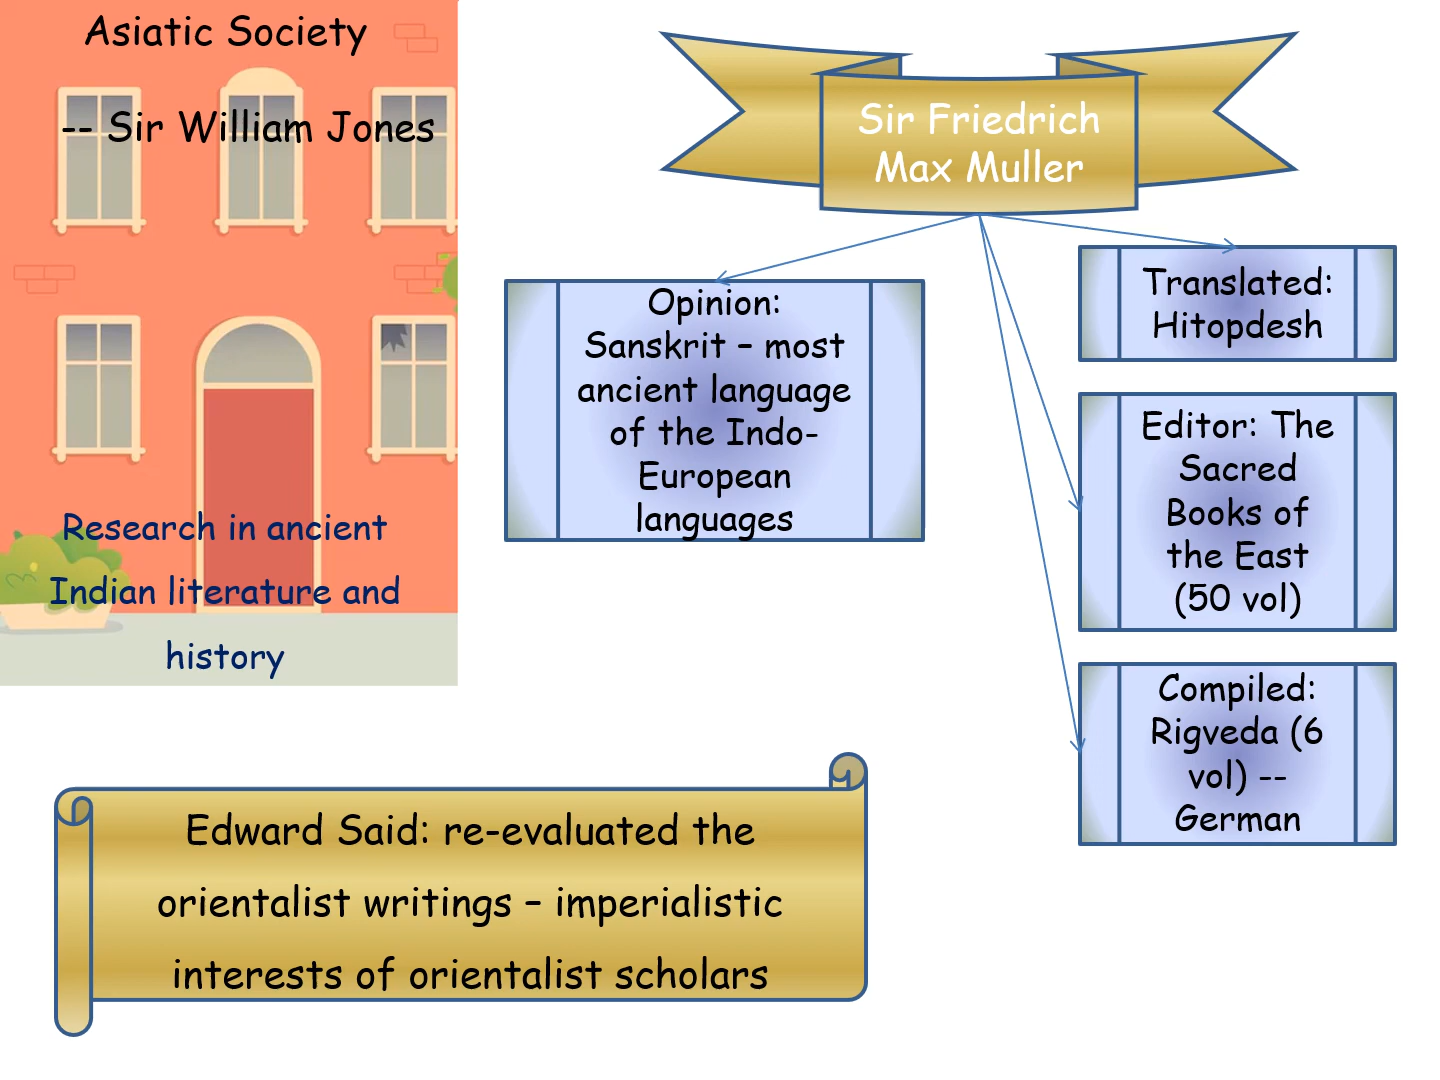 Asiatic Society
-- Sir William Jones
Research in ancient
Indian literature and
history
Sir Friedrich
Max Muller
Opinion:
Sanskrit – most
ancient language
of the Indo-
European
languages
Translated:
Hitopdesh
Editor: The
Sacred
Books of
the East
(50 vol)
Compiled:
Rigveda (6
vol) --
German
Edward Said: re-evaluated the
orientalist writings – imperialistic
interests of orientalist scholars